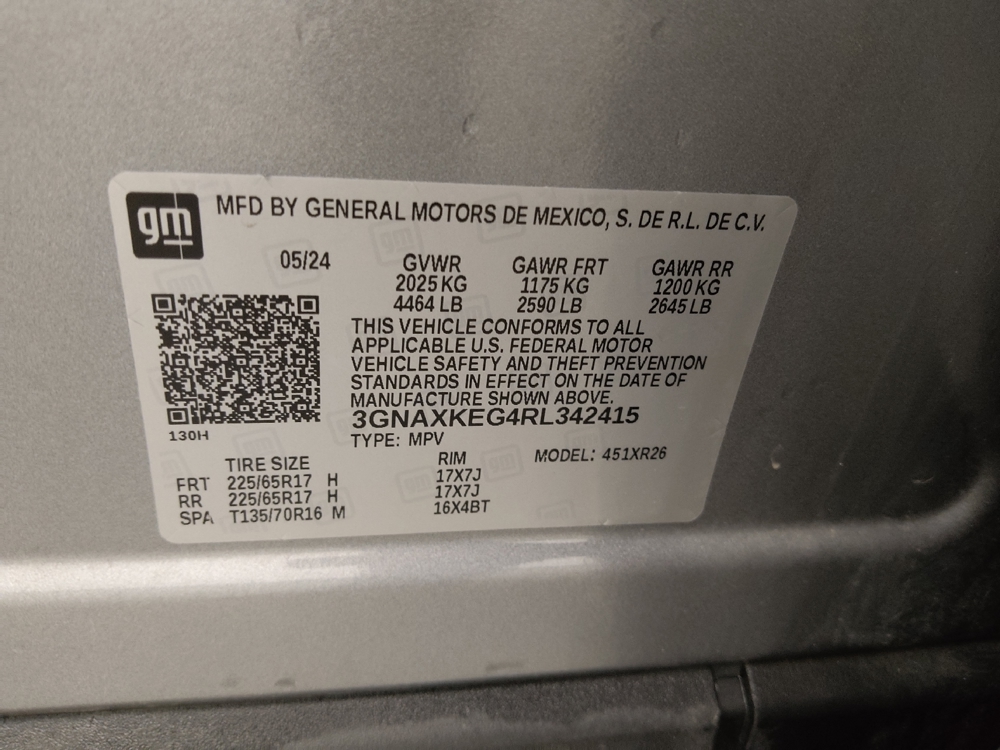 gm
MFD BY GENERAL MOTORS DE MEXICO, S. DE R.L. DE C.V.
05/24 GVWR GAWR FRT GAWR RR
2025 KG 1175 KG 1200 KG
4464 LB 2590 LB 2645 LB
THIS VEHICLE CONFORMS TO ALL
APPLICABLE U.S. FEDERAL MOTOR
VEHICLE SAFETY AND THEFT PREVENTION
STANDARDS IN EFFECT ON THE DATE OF
MANUFACTURE SHOWN ABOVE.
3GNAXKEG4RL342415
130H
TYPE: MPV
TIRE SIZE RIM MODEL: 451XR26
FRT 225/65R17 H 17X7J
RR 225/65R17 H 17X7J
SPA T135/70R16 M 16X4BT